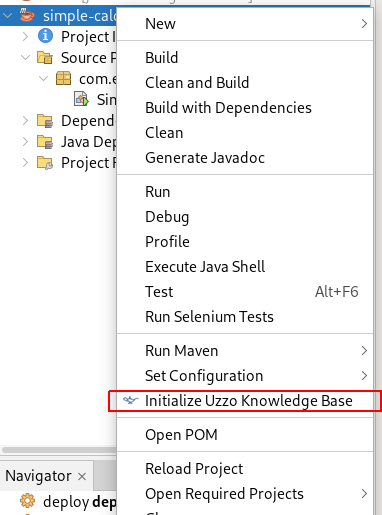 simple-calc
New
Project I
Build
Source P
Clean and Build
com.e
Build with Dependencies
Sim
Clean
Depend
Java Dep
Generate Javadoc
Project F
Run
Debug
Profile
Execute Java Shell
Test Alt+F6
Run Selenium Tests
Run Maven
Set Configuration
Initialize Uzzo Knowledge Base
Open POM
Navigator ×
Reload Project
deploy dep
Open Required Projects